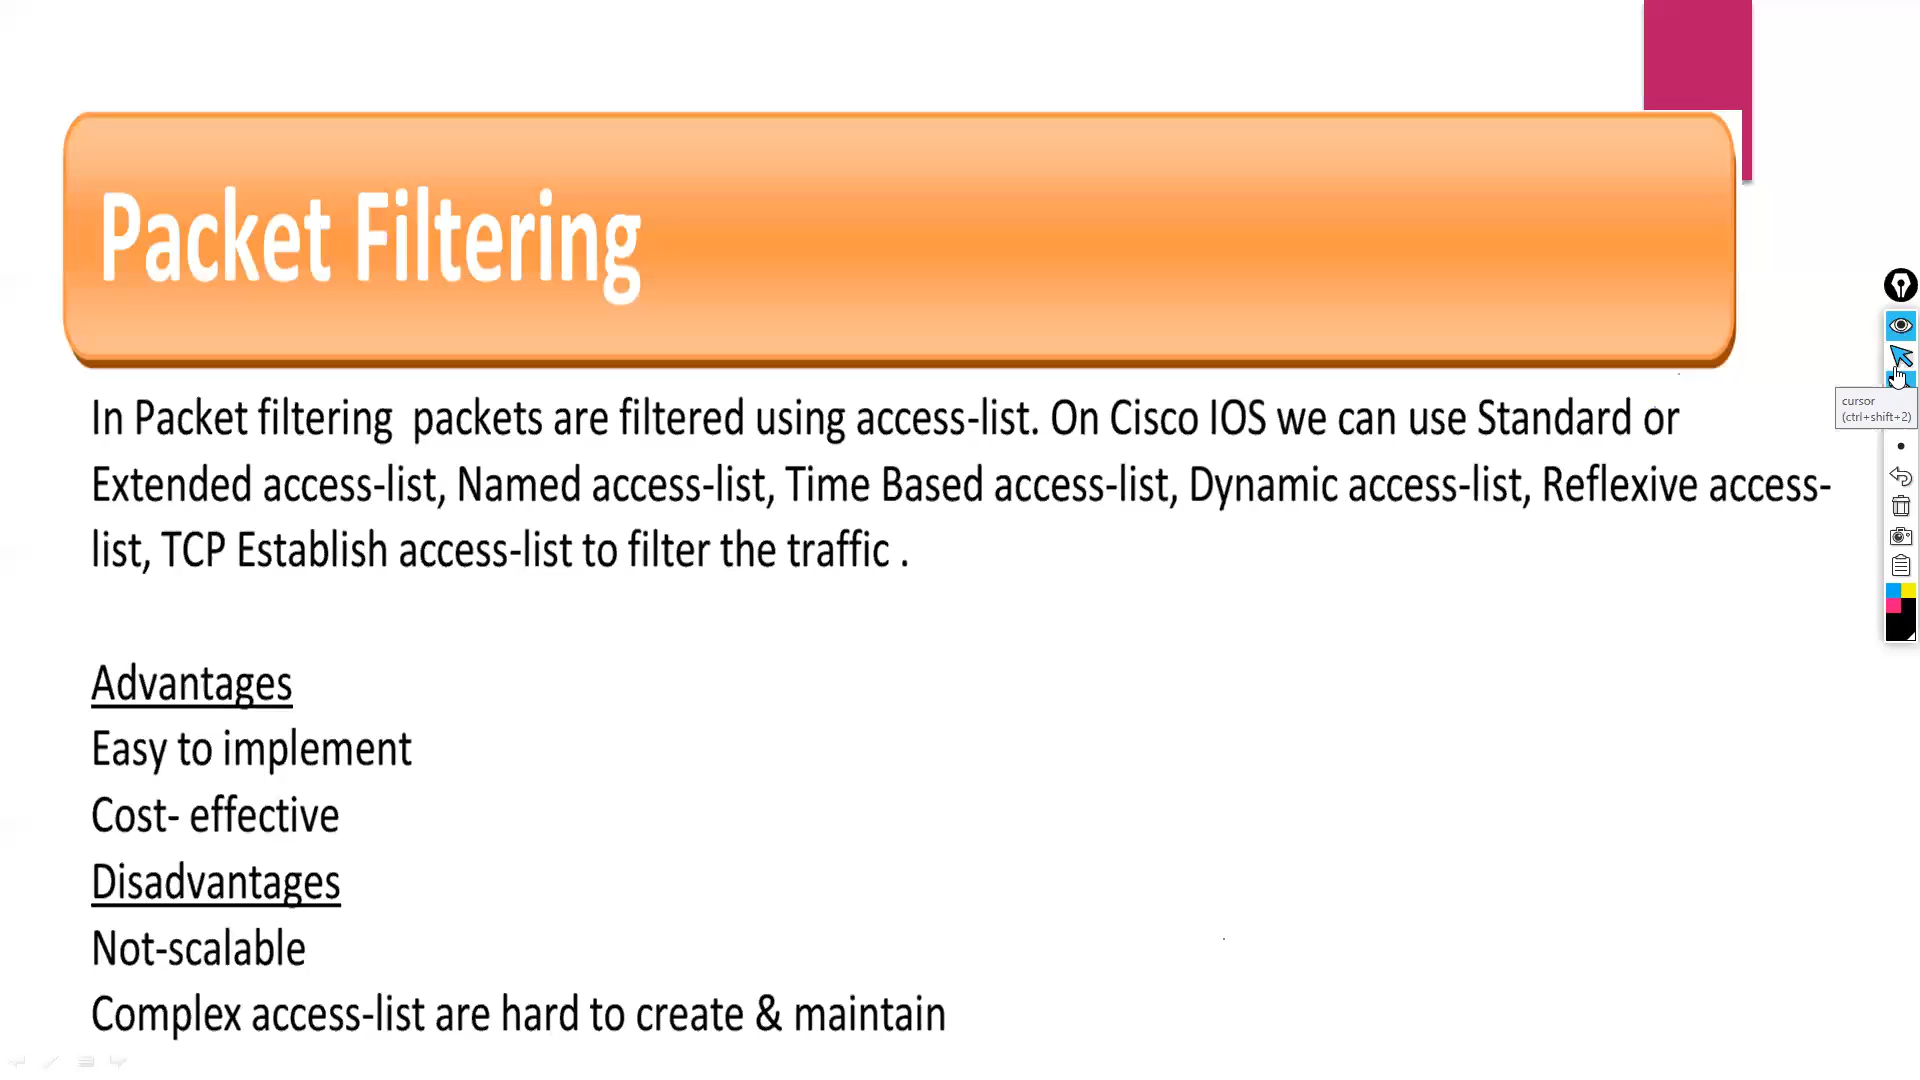 Packet Filtering
In Packet filtering  packets are filtered using access-list. On Cisco IOS we can use Standard or
Extended access-list, Named access-list, Time Based access-list, Dynamic access-list, Reflexive access-
list, TCP Establish access-list to filter the traffic .
Advantages
Easy to implement
Cost- effective
Disadvantages
Not-scalable
Complex access-list are hard to create & maintain
cursor
(ctrl+shift+2)